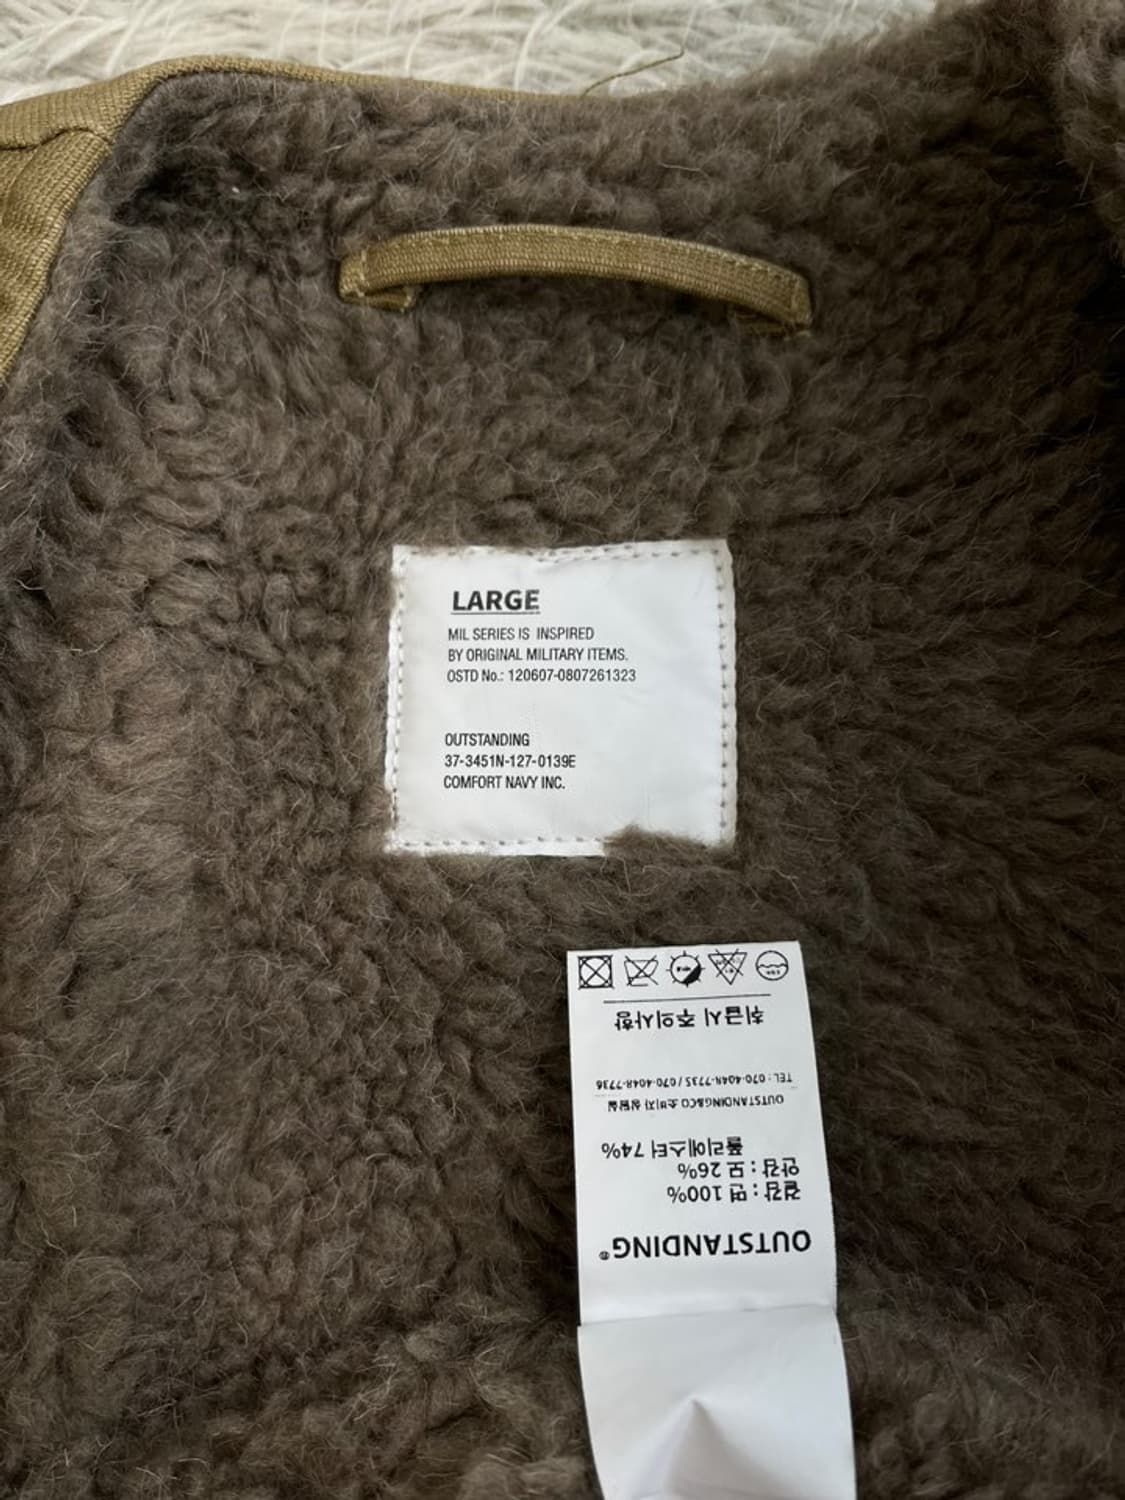 LARGE
MIL SERIES IS INSPIRED
BY ORIGINAL MILITARY ITEMS.
OSTD No.: 120607-0807261323
OUTSTANDING
37-3451N-127-0139E
COMFORT NAVY INC.
OUTSTANDING®
겉감 : 면 100%
안감 : 모 26%
폴리에스터 74%
OUTSTANDING&CO 소비자 상담실
TEL : 070-4048-7735 / 070-4048-7736
취급시 주의사항